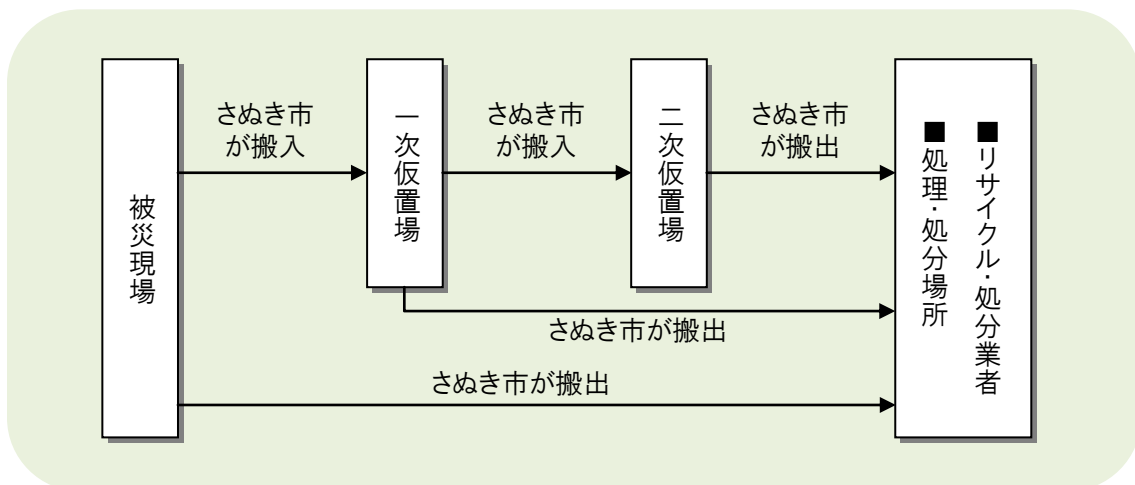 被災現場
さぬき市
が搬入
一次仮置場
さぬき市
が搬入
二次仮置場
さぬき市
が搬出
■リサイクル・処分業者
■処理・処分場所
さぬき市が搬出
さぬき市が搬出